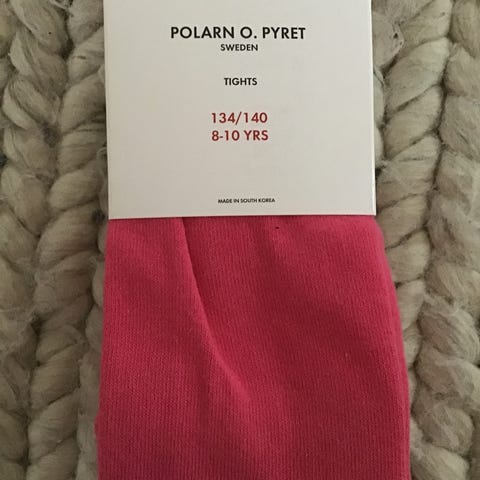 POLARN O. PYRET
SWEDEN
TIGHTS
134/140
8-10 YRS
MADE IN SOUTH KOREA